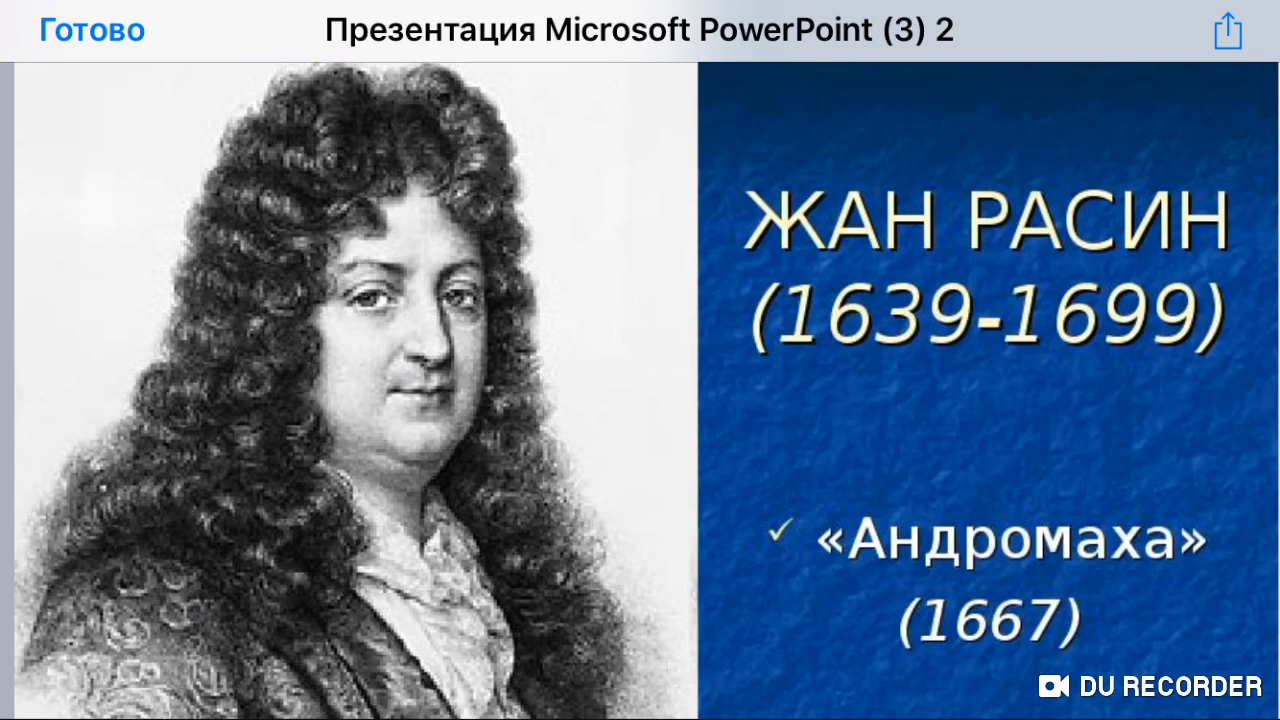 Готово
Презентация Microsoft PowerPoint (3) 2
ЖАН РАСИН
(1639-1699)
✓ «Андромаха»
(1667)
DU RECORDER